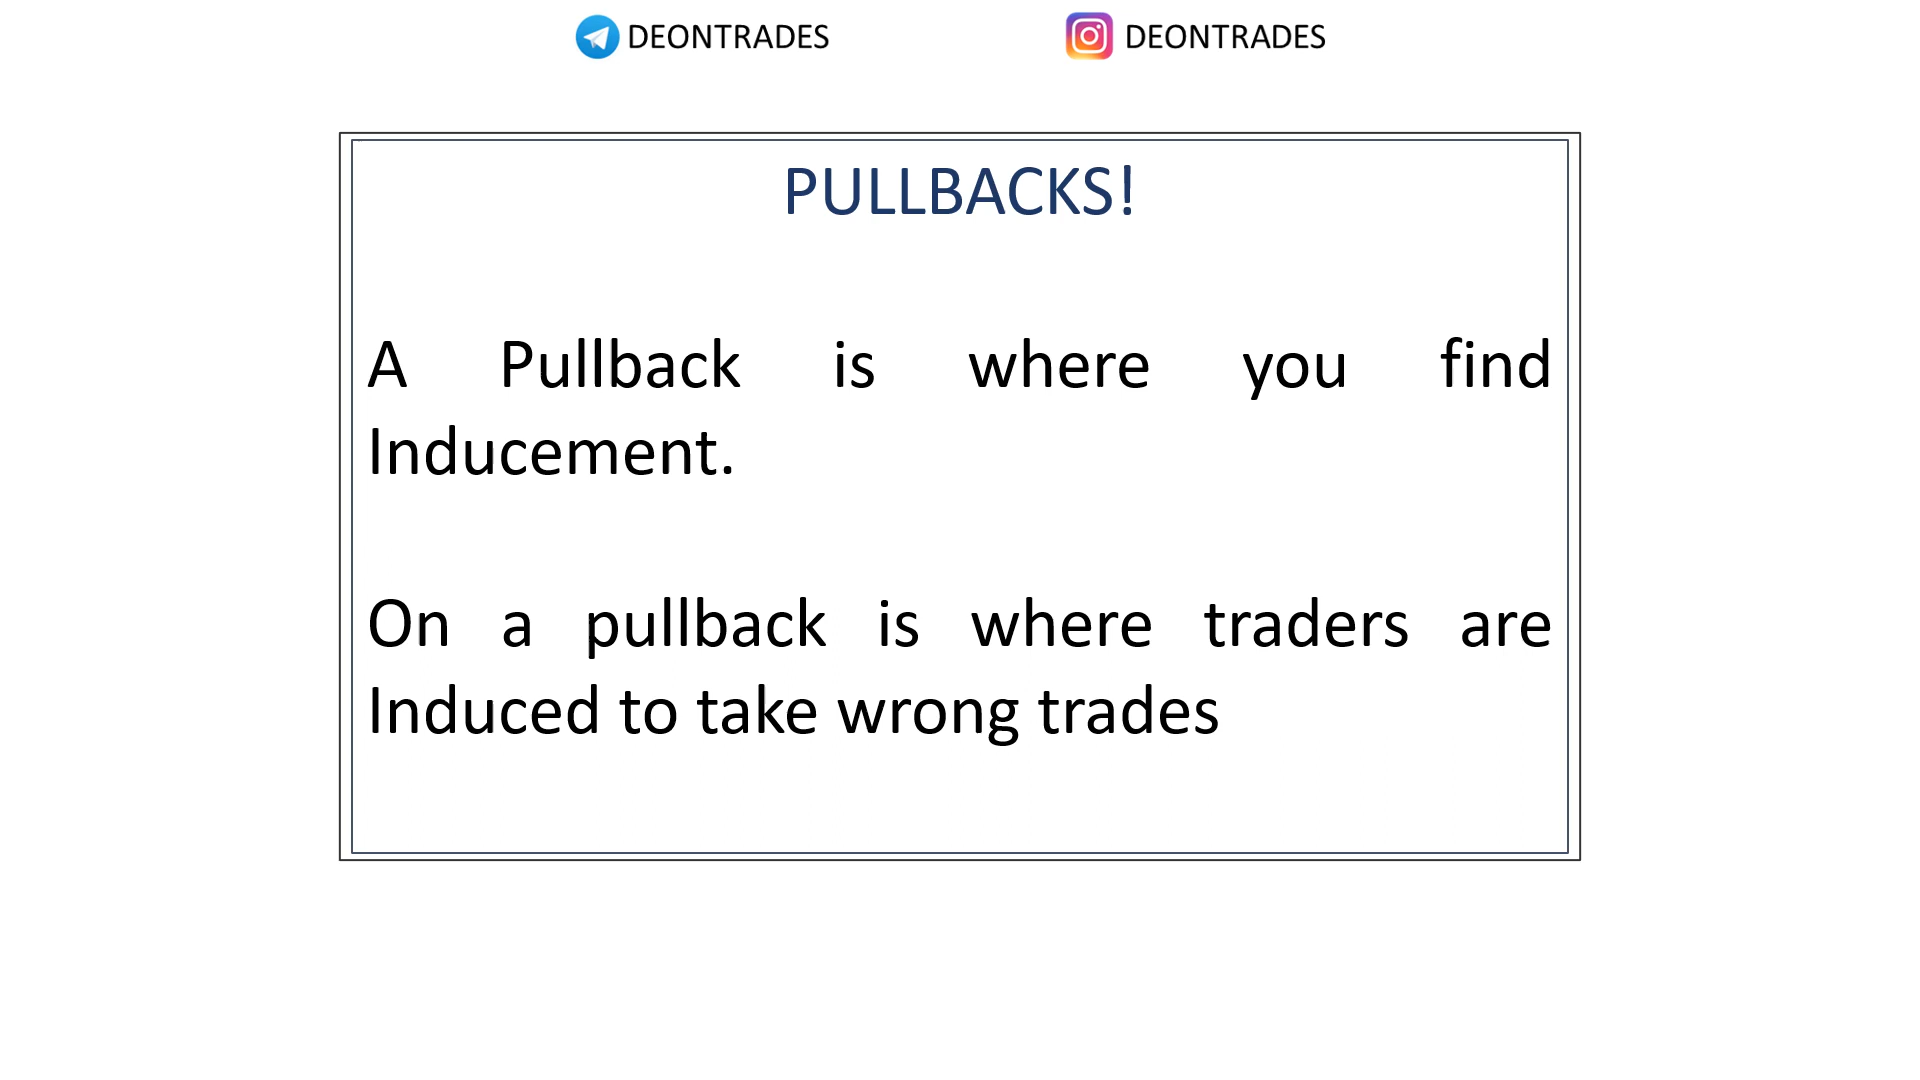 DEONTRADES
DEONTRADES
PULLBACKS!
A Pullback is where you find
Inducement.
On a pullback is where traders are
Induced to take wrong trades